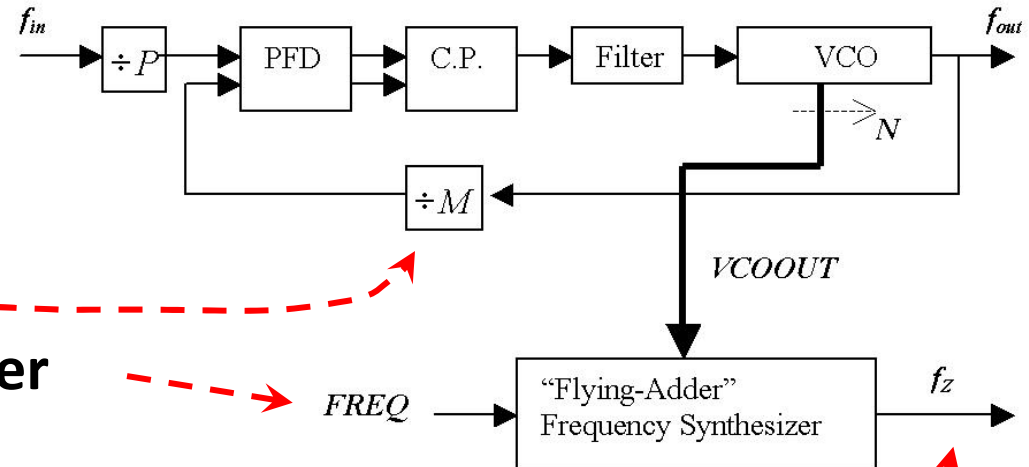 fin
fout
÷P
PFD
C.P.
Filter
VCO
N
÷M
VCOOUT
er
FREQ
“Flying-Adder”
Frequency Synthesizer
fZ